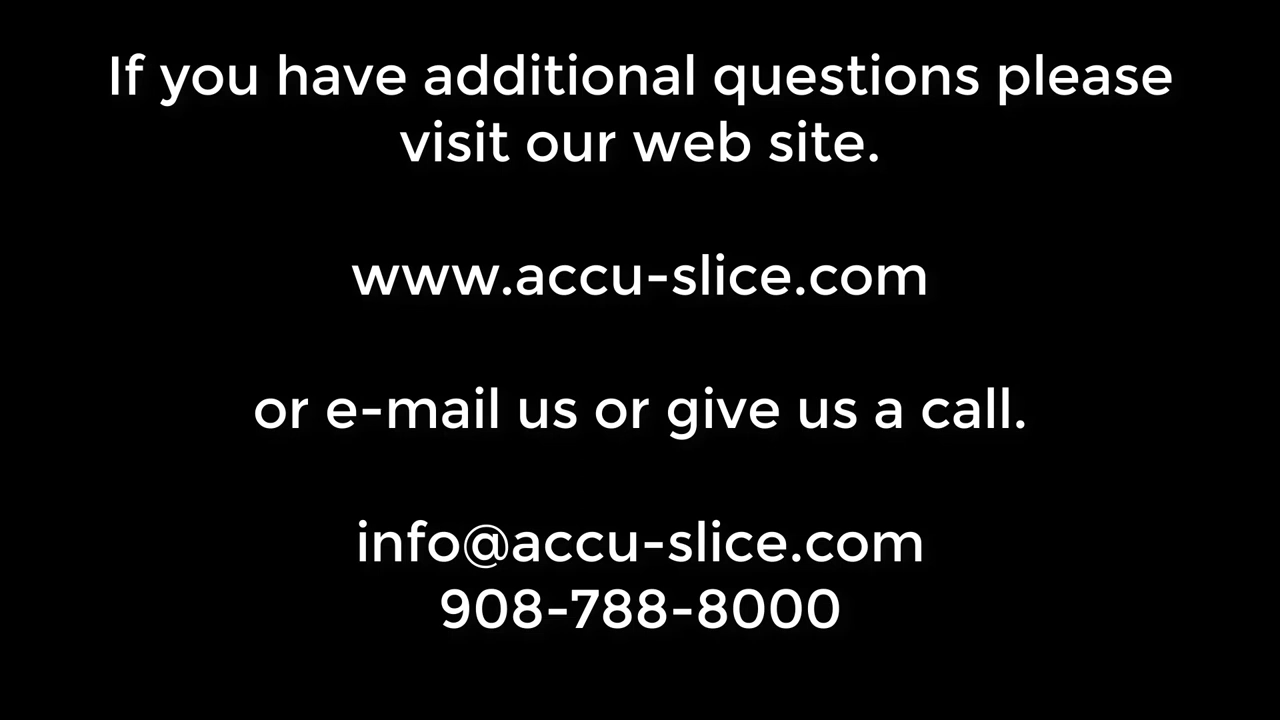 If you have additional questions please
visit our web site.
www.accu-slice.com
or e-mail us or give us a call.
info@accu-slice.com
908-788-8000